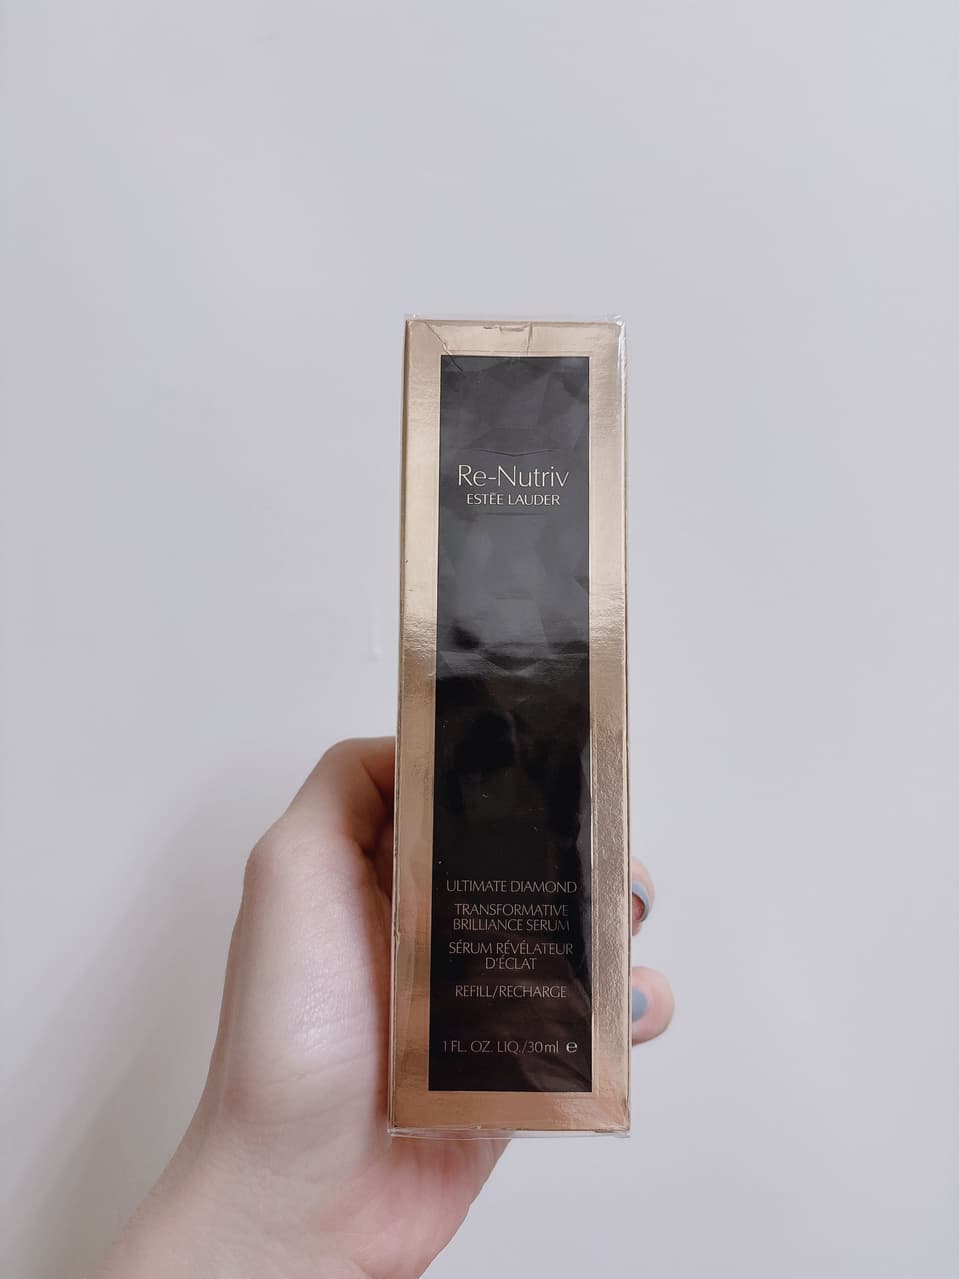 Re-Nutriv
ESTĒE LAUDER
ULTIMATE DIAMOND
TRANSFORMATIVE
BRILLIANCE SERUM
SÉRUM RÉVÉLATEUR
D'ÉCLAT
REFILL/RECHARGE
1 FL. OZ. LIQ./30ml ℮